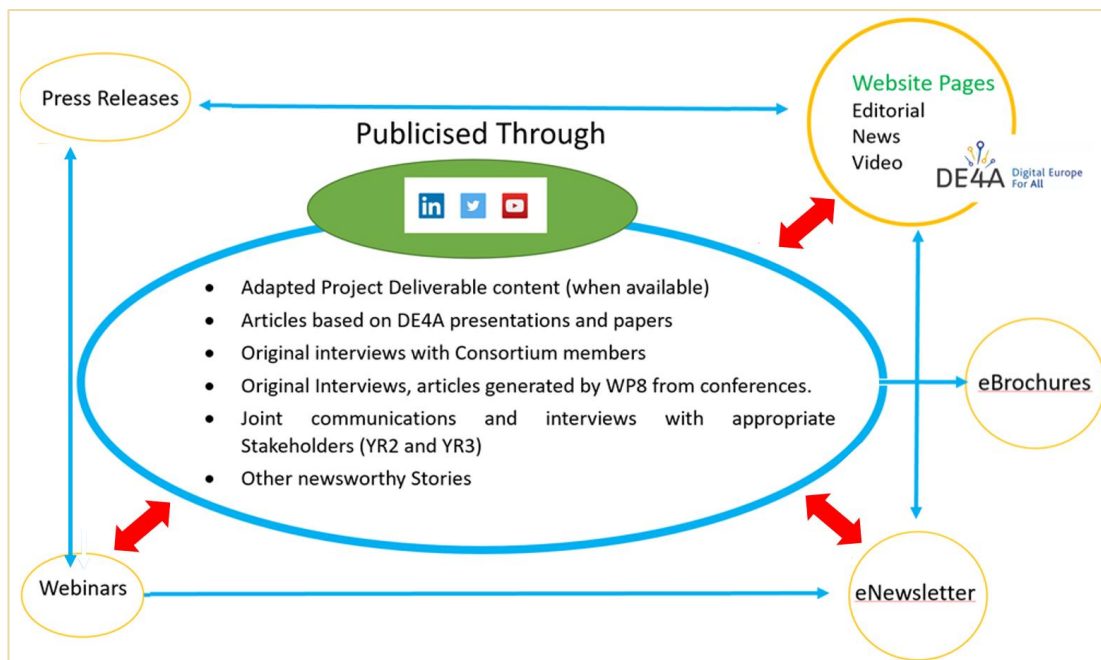 Press Releases
Website Pages
Editorial
News
Video
DE4A Digital Europe
For All
Publicised Through
in
• Adapted Project Deliverable content (when available)
• Articles based on DE4A presentations and papers
• Original interviews with Consortium members
• Original Interviews, articles generated by WP8 from conferences.
• Joint communications and interviews with appropriate
Stakeholders (YR2 and YR3)
• Other newsworthy Stories
eBrochures
Webinars
eNewsletter